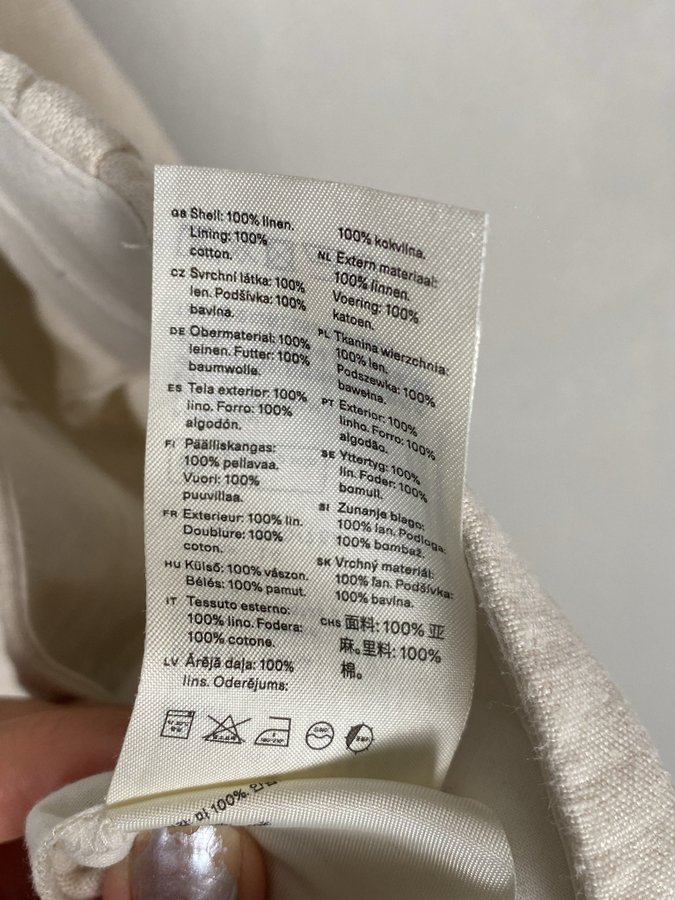 GB Shell: 100% linen.
Lining: 100%
cotton.
CZ Svrchní látka: 100%
len. Podšívka: 100%
bavlna.
DE Obermaterial: 100%
leinen. Futter: 100%
baumwolle.
ES Tela exterior: 100%
lino. Forro: 100%
algodón.
FI Päälliskangas:
100% pellavaa.
Vuori: 100%
puuvillaa.
FR Exterieur: 100% lin.
Doublure: 100%
coton.
HU Külső: 100% vászon.
Bélés: 100% pamut.
IT Tessuto esterno:
100% lino. Fodera:
100% cotone.
LV Ārējā daļa: 100%
lins. Oderējums:
100% kokvilna.
NL Extern materiaal:
100% linnen.
Voering: 100%
katoen.
PL Tkanina wierzchnia:
100% len.
Podszewka: 100%
bawełna.
PT Exterior: 100%
linho. Forro: 100%
algodão.
SE Yttertyg: 100%
lin. Foder: 100%
bomull.
SI Zunanje blago:
100% lan. Podloga:
100% bombaž.
SK Vrchný materiál:
100% ľan. Podšívka:
100% bavlna.
CHS 面料: 100% 亚
麻。里料: 100%
棉。
100%.